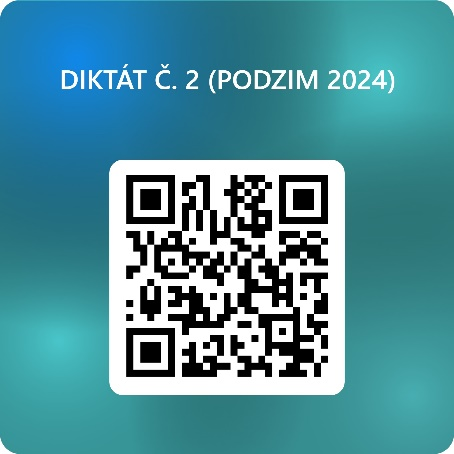 DIKTÁT Č. 2 (PODZIM 2024)